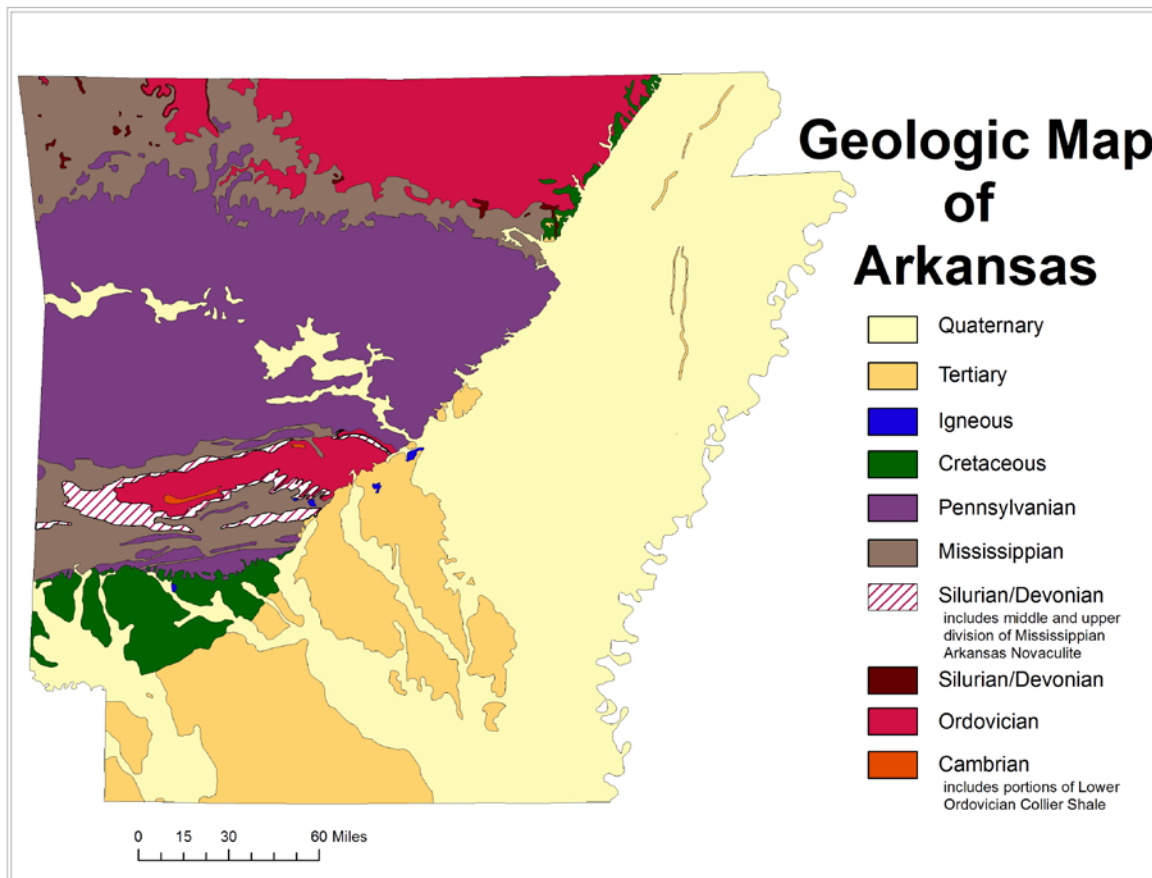 Geologic Map
of
Arkansas
Quaternary
Tertiary
Igneous
Cretaceous
Pennsylvanian
Mississippian
Silurian/Devonian
includes middle and upper
division of Mississippian
Arkansas Novaculite
Silurian/Devonian
Ordovician
Cambrian
includes portions of Lower
Ordovician Collier Shale
0 15 30 60 Miles